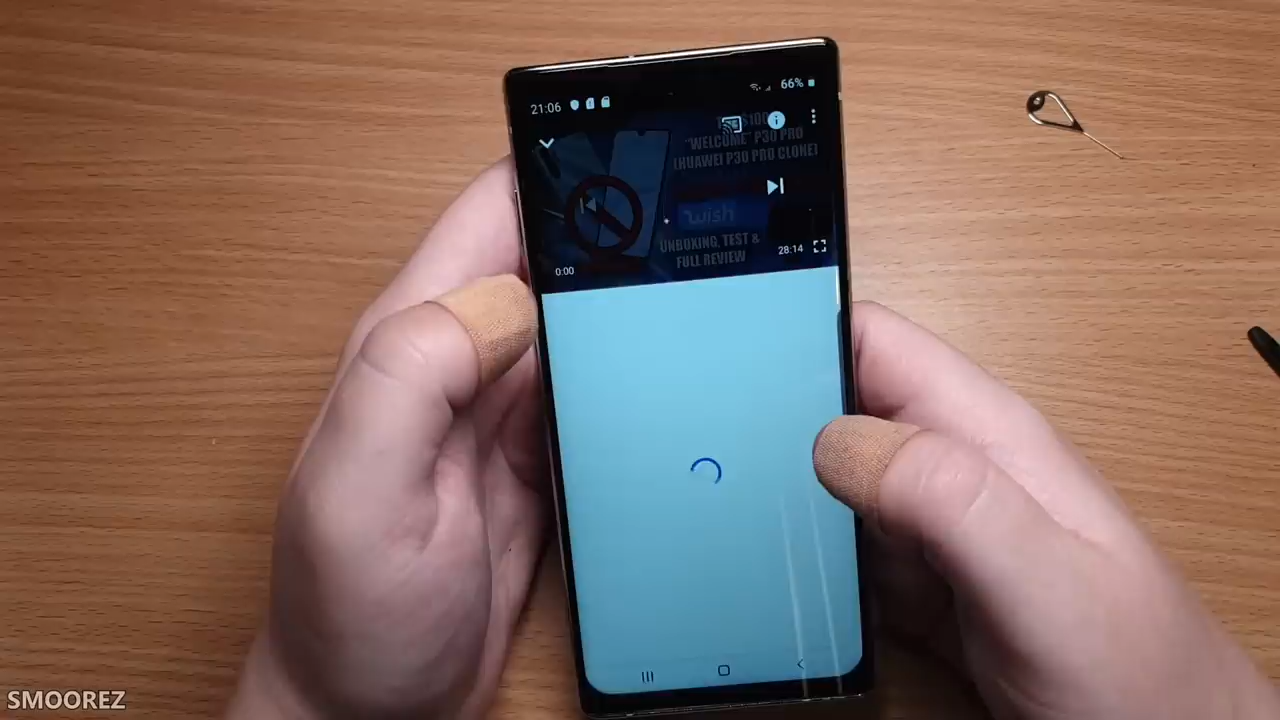 21:06
66%
"WELCOME" P30 PRO
(HUAWEI P30 PRO CLONE)
wish
UNBOXING, TEST &
FULL REVIEW
0:00
28:14
SMOOREZ